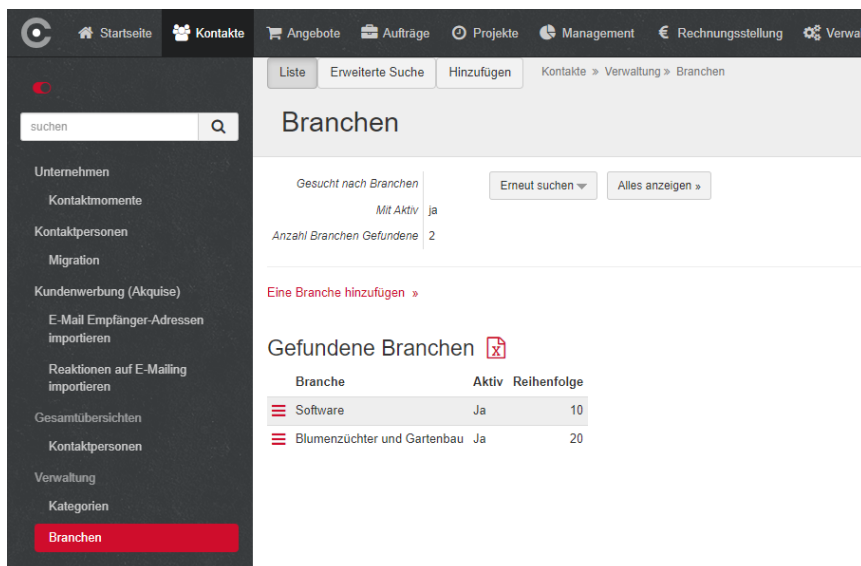 Startseite Kontakte Angebote Aufträge Projekte Management € Rechnungsstellung
Liste Erweiterte Suche Hinzufügen Kontakte » Verwaltung » Branchen
suchen
Unternehmen
Kontaktmomente
Kontaktpersonen
Migration
Kundenwerbung (Akquise)
E-Mail Empfänger-Adressen
importieren
Reaktionen auf E-Mailing
importieren
Gesamtübersichten
Kontaktpersonen
Verwaltung
Kategorien
Branchen
Branchen
Gesucht nach Branchen
Mit Aktiv ja
Anzahl Branchen Gefundene 2
Erneut suchen Alles anzeigen »
Eine Branche hinzufügen »
Gefundene Branchen
Branche Aktiv Reihenfolge
Software Ja 10
Blumenzüchter und Gartenbau Ja 20